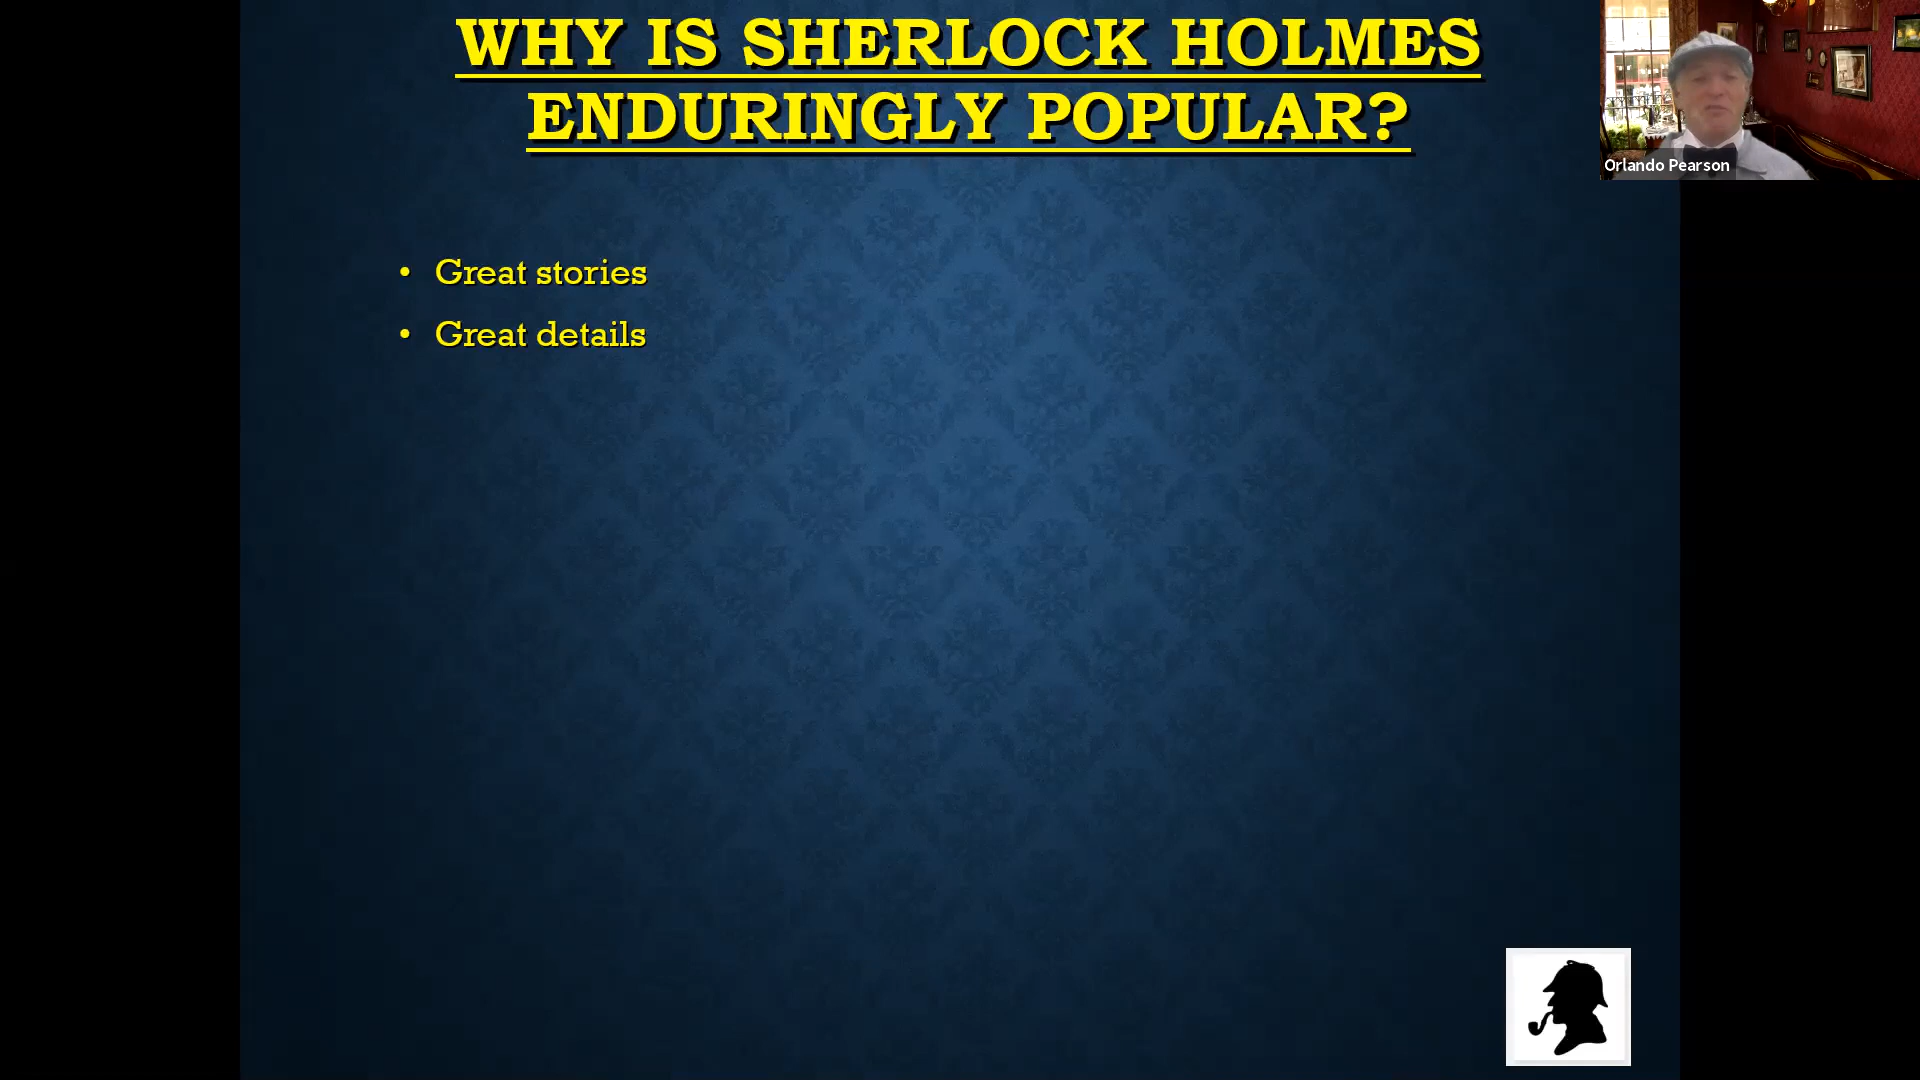 WHY IS SHERLOCK HOLMES
ENDURINGLY POPULAR?
Orlando Pearson
• Great stories
• Great details